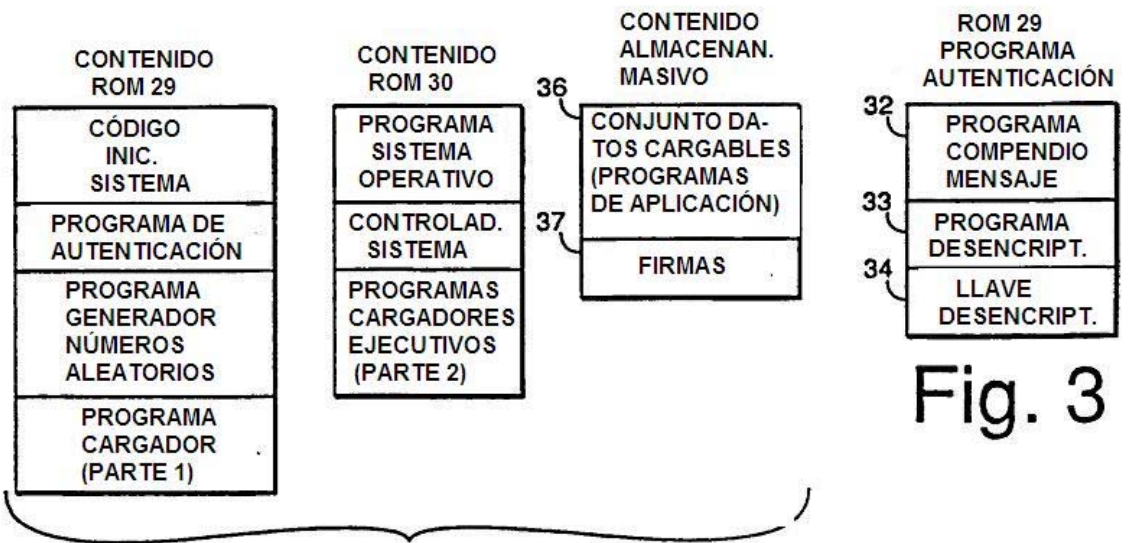 CONTENIDO
ROM 29
CÓDIGO
INIC.
SISTEMA
PROGRAMA DE
AUTENTICACIÓN
PROGRAMA
GENERADOR
NÚMEROS
ALEATORIOS
PROGRAMA
CARGADOR
(PARTE 1)
CONTENIDO
ROM 30
PROGRAMA
SISTEMA
OPERATIVO
CONTROLAD.
SISTEMA
PROGRAMAS
CARGADORES
EJECUTIVOS
(PARTE 2)
CONTENIDO
ALMACENAN.
MASIVO
36
CONJUNTO DA-
TOS CARGABLES
(PROGRAMAS
DE APLICACIÓN)
37
FIRMAS
ROM 29
PROGRAMA
AUTENTICACIÓN
32
PROGRAMA
COMPENDIO
MENSAJE
33
PROGRAMA
DESENCRIPT.
34
LLAVE
DESENCRIPT.
Fig. 3